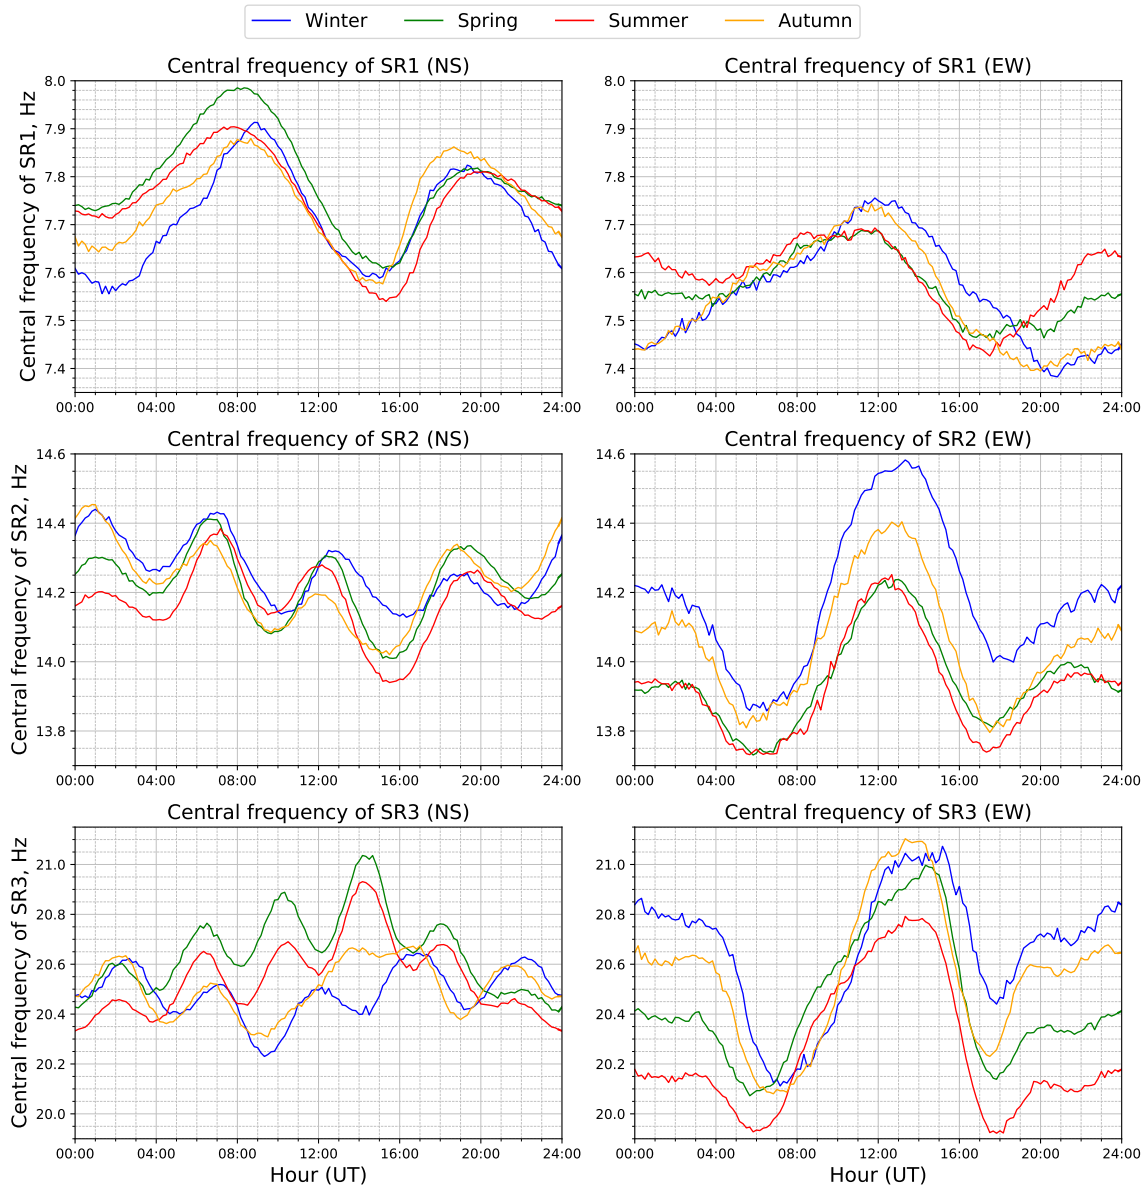 Winter Spring Summer Autumn
Central frequency of SR1 (NS)
Central frequency of SR1, Hz
8.0
7.9
7.8
7.7
7.6
7.5
7.4
00:00 04:00 08:00 12:00 16:00 20:00 24:00
Central frequency of SR1 (EW)
8.0
7.9
7.8
7.7
7.6
7.5
7.4
00:00 04:00 08:00 12:00 16:00 20:00 24:00
Central frequency of SR2 (NS)
Central frequency of SR2, Hz
14.6
14.4
14.2
14.0
13.8
00:00 04:00 08:00 12:00 16:00 20:00 24:00
Central frequency of SR2 (EW)
14.6
14.4
14.2
14.0
13.8
00:00 04:00 08:00 12:00 16:00 20:00 24:00
Central frequency of SR3 (NS)
Central frequency of SR3, Hz
21.0
20.8
20.6
20.4
20.2
20.0
00:00 04:00 08:00 12:00 16:00 20:00 24:00
Hour (UT)
Central frequency of SR3 (EW)
21.0
20.8
20.6
20.4
20.2
20.0
00:00 04:00 08:00 12:00 16:00 20:00 24:00
Hour (UT)